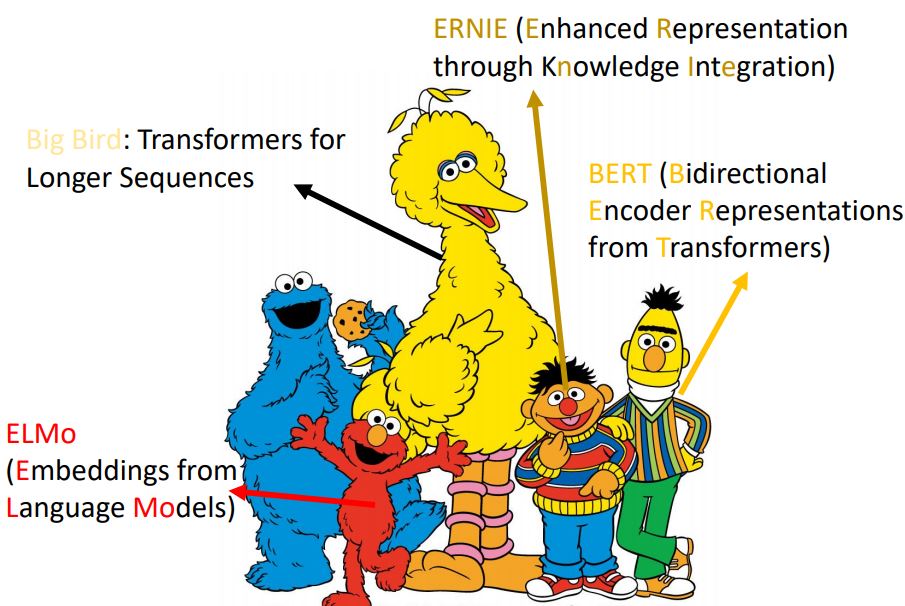 ERNIE (Enhanced Representation
through Knowledge Integration)
Big Bird: Transformers for
Longer Sequences
BERT (Bidirectional
Encoder Representations
from Transformers)
ELMo
(Embeddings from
Language Models)